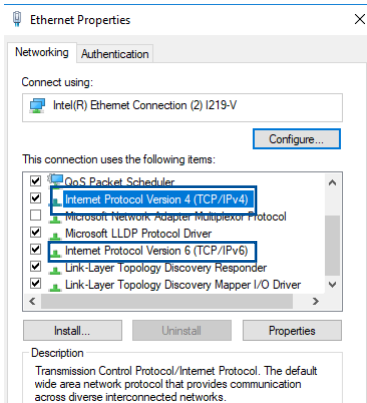 Ethernet Properties
Networking
Authentication
Connect using:
Intel(R) Ethernet Connection (2) I219-V
Configure...
This connection uses the following items:
QoS Packet Scheduler
Internet Protocol Version 4 (TCP/IPv4)
Microsoft Network Adapter Multiplexor Protocol
Microsoft LLDP Protocol Driver
Internet Protocol Version 6 (TCP/IPv6)
Link-Layer Topology Discovery Responder
Link-Layer Topology Discovery Mapper I/O Driver
Install...
Uninstall
Properties
Description
Transmission Control Protocol/Internet Protocol. The default
wide area network protocol that provides communication
across diverse interconnected networks.